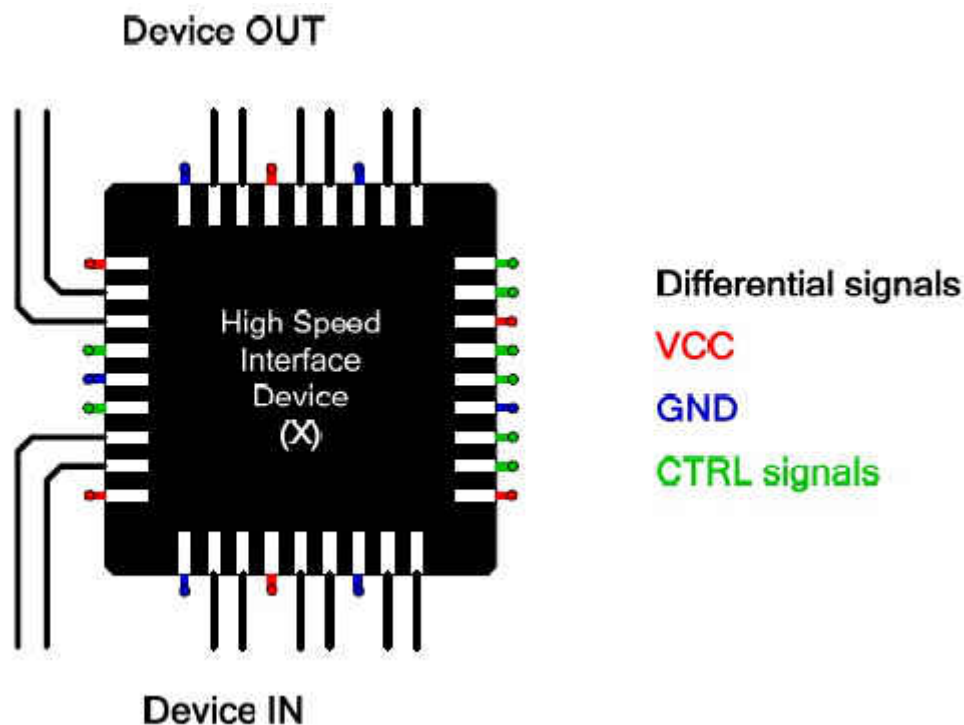 Device OUT
High Speed
Interface
Device
(X)
Differential signals
VCC
GND
CTRL signals
Device IN